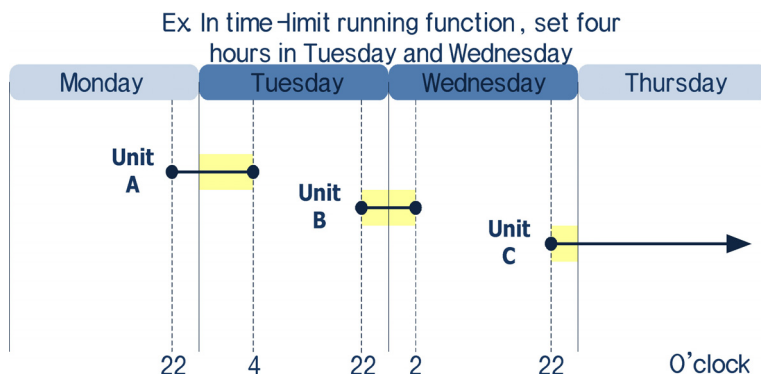 Ex. In time-limit running function, set four
hours in Tuesday and Wednesday
Monday Tuesday Wednesday Thursday
Unit
A
Unit
B
Unit
C
22 4 22 2 22 O'clock